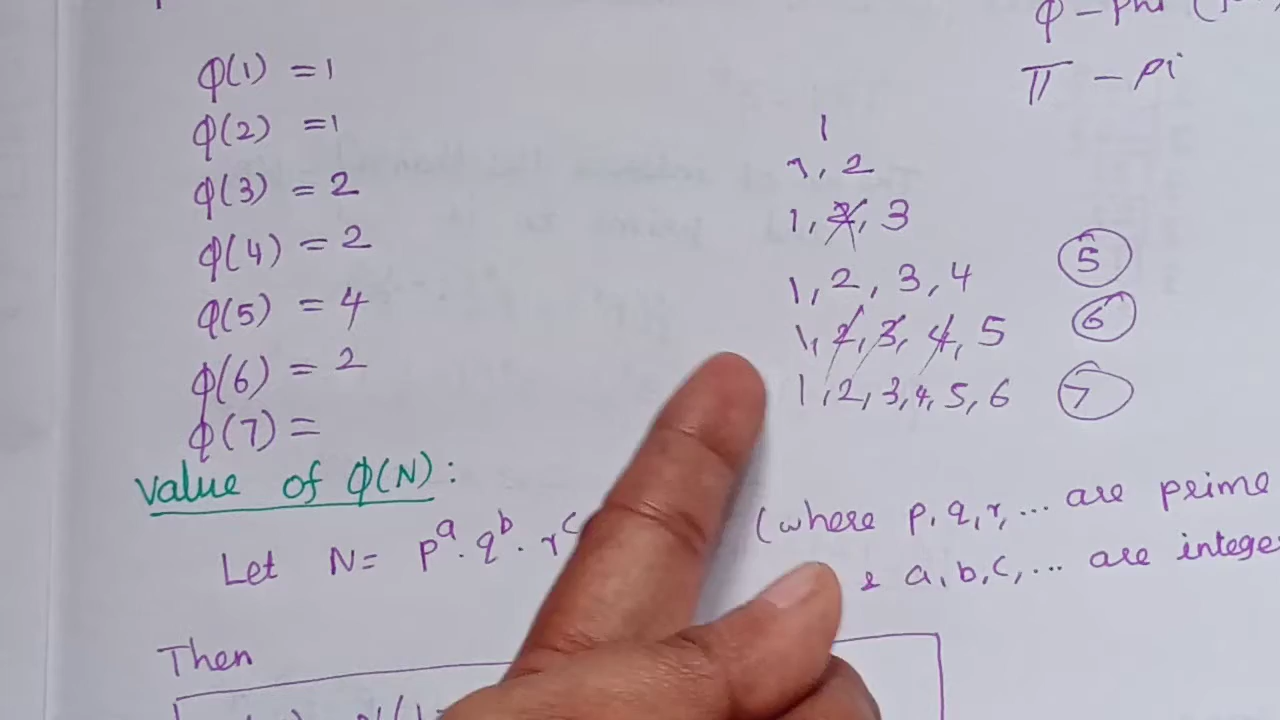 φ - phi
π - pi
φ(1) = 1
φ(2) = 1
φ(3) = 2
φ(4) = 2
φ(5) = 4
φ(6) = 2
φ(7) =
1
1, 2
1, 2, 3
1, 2, 3, 4 5
1, 2, 3, 4, 5 6
1, 2, 3, 4, 5, 6 7
Value of φ(N):
Let N = p^a . q^b . r^c (where p, q, r, ... are prime
& a, b, c, ... are
Then